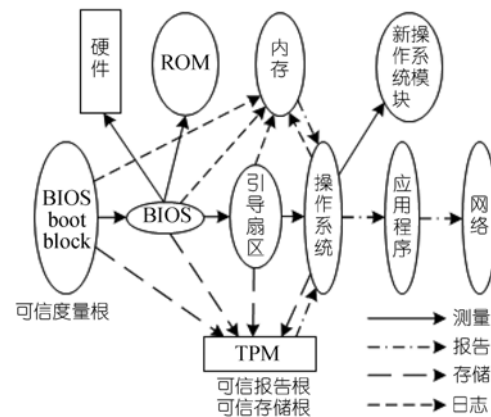 硬件
ROM
内存
新操作系统模块
BIOS
boot
block
BIOS
引导扇区
操作系统
应用程序
网络
可信度量根
TPM
可信报告根
可信存储根
测量
报告
存储
日志